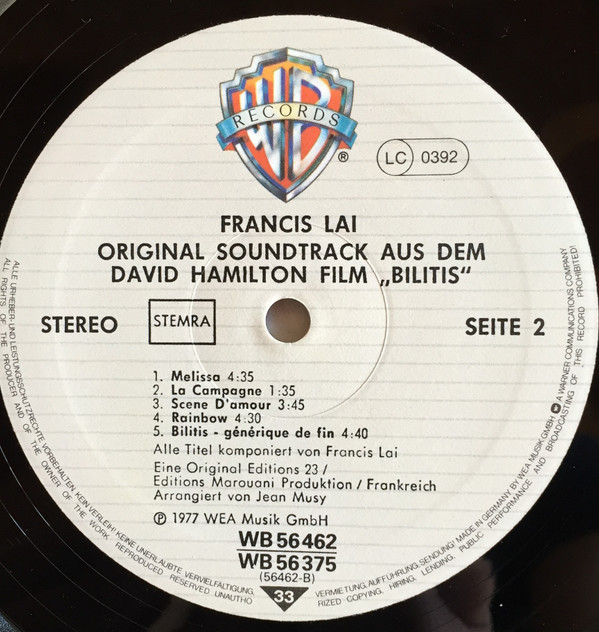 WB
RECORDS
®
LC 0392
FRANCIS LAI
ORIGINAL SOUNDTRACK AUS DEM
DAVID HAMILTON FILM „BILITIS“
STEREO STEMRA SEITE 2
1. Melissa 4:35
2. La Campagne 1:35
3. Scene D'amour 3:45
4. Rainbow 4:30
5. Bilitis - générique de fin 4:40
Alle Titel komponiert von Francis Lai
Eine Original Editions 23 /
Editions Marouani Produktion / Frankreich
Arrangiert von Jean Musy
℗ 1977 WEA Musik GmbH
WB 56 462
WB 56 375
(56462-B)
33
ALLE URHEBER- UND LEISTUNGSSCHUTZRECHTE VORBEHALTEN. KEIN VERLEIH! KEINE UNERLAUBTE VERVIELFÄLTIGUNG, VERMIETUNG, AUFFÜHRUNG, SENDUNG! MADE IN GERMANY BY WEA MUSIK GMBH A WARNER COMMUNICATIONS COMPANY
ALL RIGHTS OF THE PRODUCER AND OF THE OWNER OF THE WORK REPRODUCED RESERVED. UNAUTHORIZED COPYING, HIRING, LENDING, PUBLIC PERFORMANCE AND BROADCASTING OF THIS RECORD PROHIBITED!